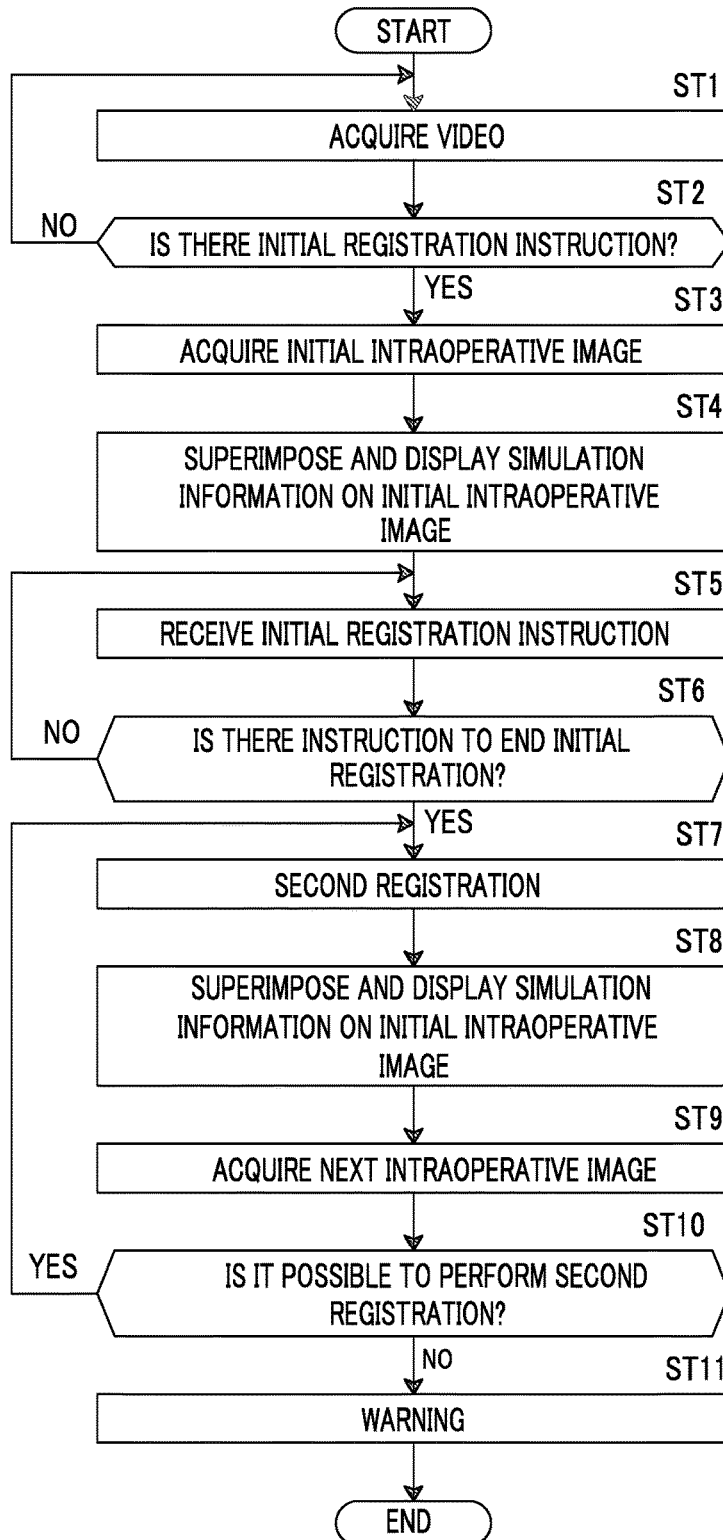 START
ST1
ACQUIRE VIDEO
ST2
NO
IS THERE INITIAL REGISTRATION INSTRUCTION?
YES
ST3
ACQUIRE INITIAL INTRAOPERATIVE IMAGE
ST4
SUPERIMPOSE AND DISPLAY SIMULATION
INFORMATION ON INITIAL INTRAOPERATIVE
IMAGE
ST5
RECEIVE INITIAL REGISTRATION INSTRUCTION
ST6
NO
IS THERE INSTRUCTION TO END INITIAL
REGISTRATION?
YES
ST7
SECOND REGISTRATION
ST8
SUPERIMPOSE AND DISPLAY SIMULATION
INFORMATION ON INITIAL INTRAOPERATIVE
IMAGE
ST9
ACQUIRE NEXT INTRAOPERATIVE IMAGE
ST10
YES
IS IT POSSIBLE TO PERFORM SECOND
REGISTRATION?
NO
ST11
WARNING
END